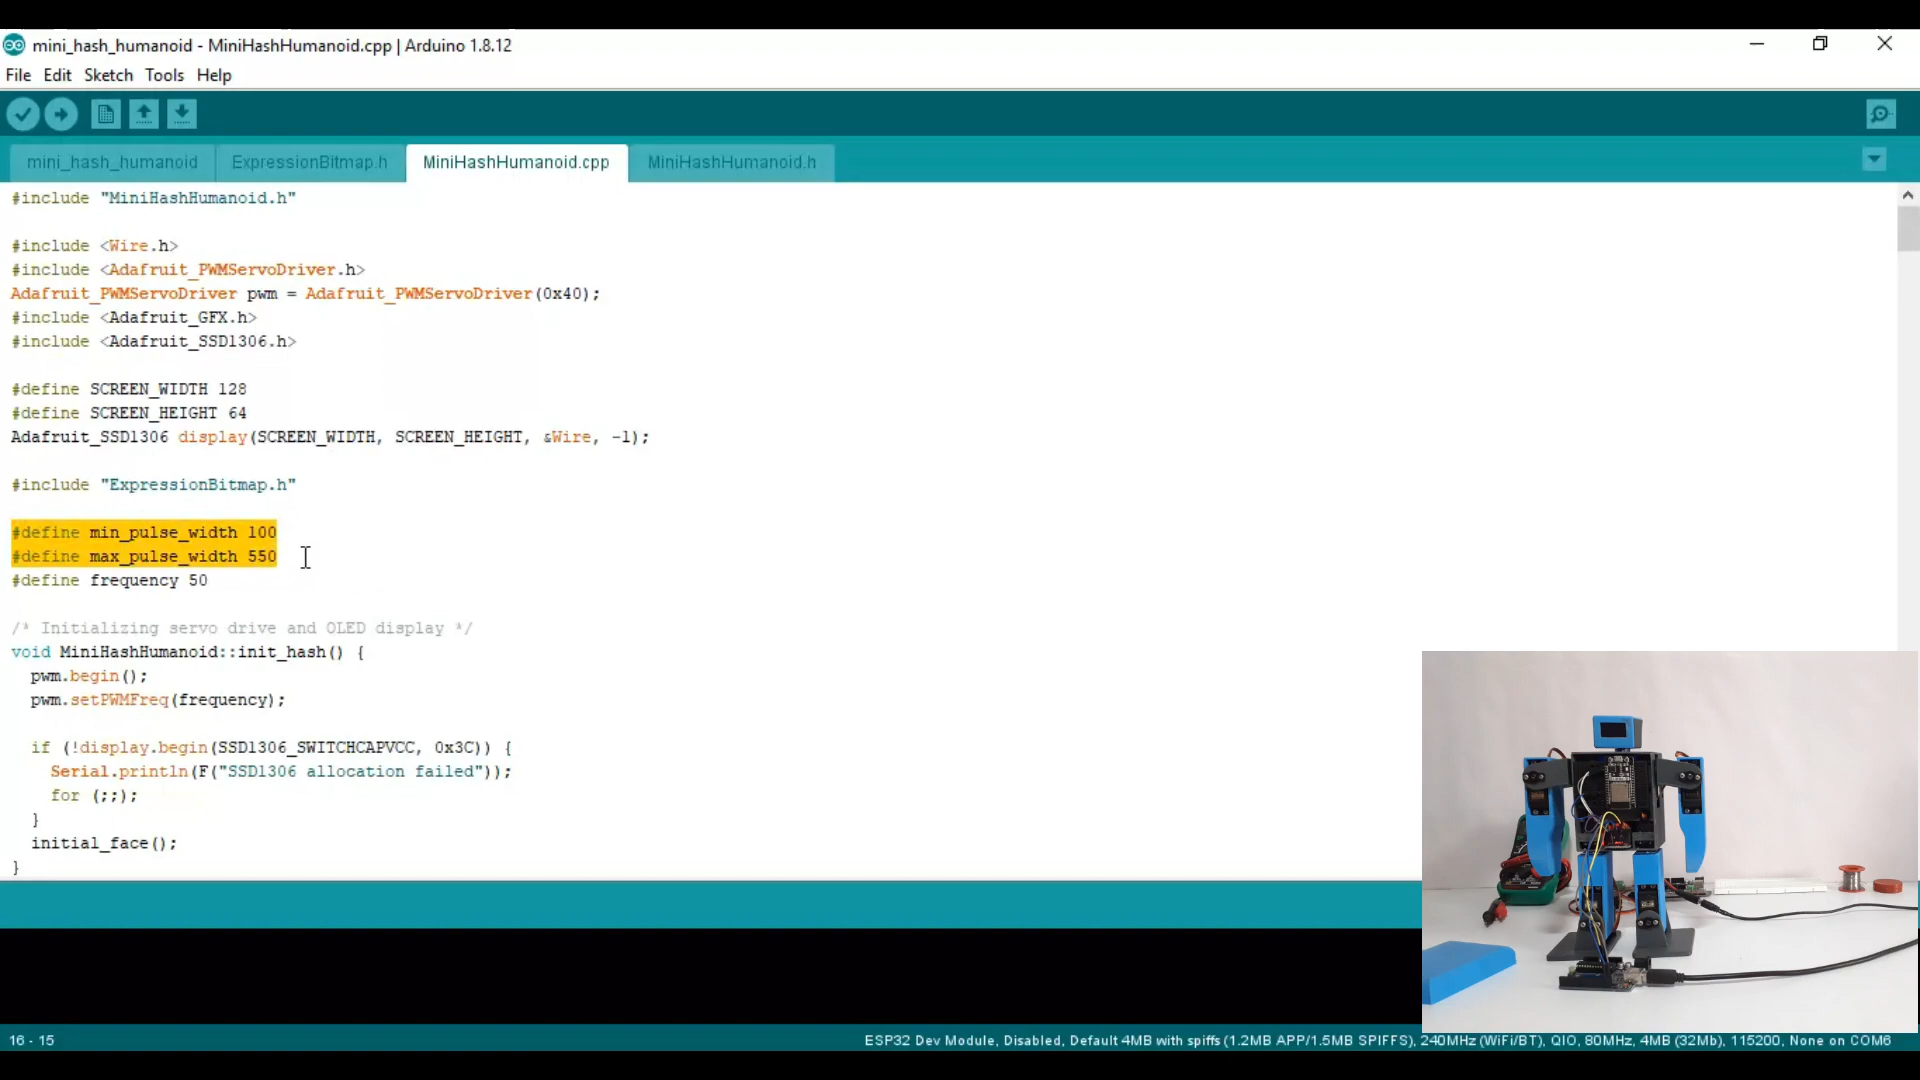 mini_hash_humanoid - MiniHashHumanoid.cpp | Arduino 1.8.12
File Edit Sketch Tools Help
mini_hash_humanoid ExpressionBitmap.h MiniHashHumanoid.cpp MiniHashHumanoid.h
#include "MiniHashHumanoid.h"
#include <Wire.h>
#include <Adafruit_PWMServoDriver.h>
Adafruit_PWMServoDriver pwm = Adafruit_PWMServoDriver(0x40);
#include <Adafruit_GFX.h>
#include <Adafruit_SSD1306.h>
#define SCREEN_WIDTH 128
#define SCREEN_HEIGHT 64
Adafruit_SSD1306 display(SCREEN_WIDTH, SCREEN_HEIGHT, &Wire, -1);
#include "ExpressionBitmap.h"
#define min_pulse_width 100
#define max_pulse_width 550
#define frequency 50
/* Initializing servo drive and OLED display */
void MiniHashHumanoid::init_hash() {
pwm.begin();
pwm.setPWMFreq(frequency);
if (!display.begin(SSD1306_SWITCHCAPVCC, 0x3C)) {
Serial.println(F("SSD1306 allocation failed"));
for (;;);
}
initial_face();
}
16 - 15
ESP32 Dev Module, Disabled, Default 4MB with spiffs (1.2MB APP/1.5MB SPIFFS), 240MHz (WiFi/BT), QIO, 80MHz, 4MB (32Mb), 115200, None on COM6